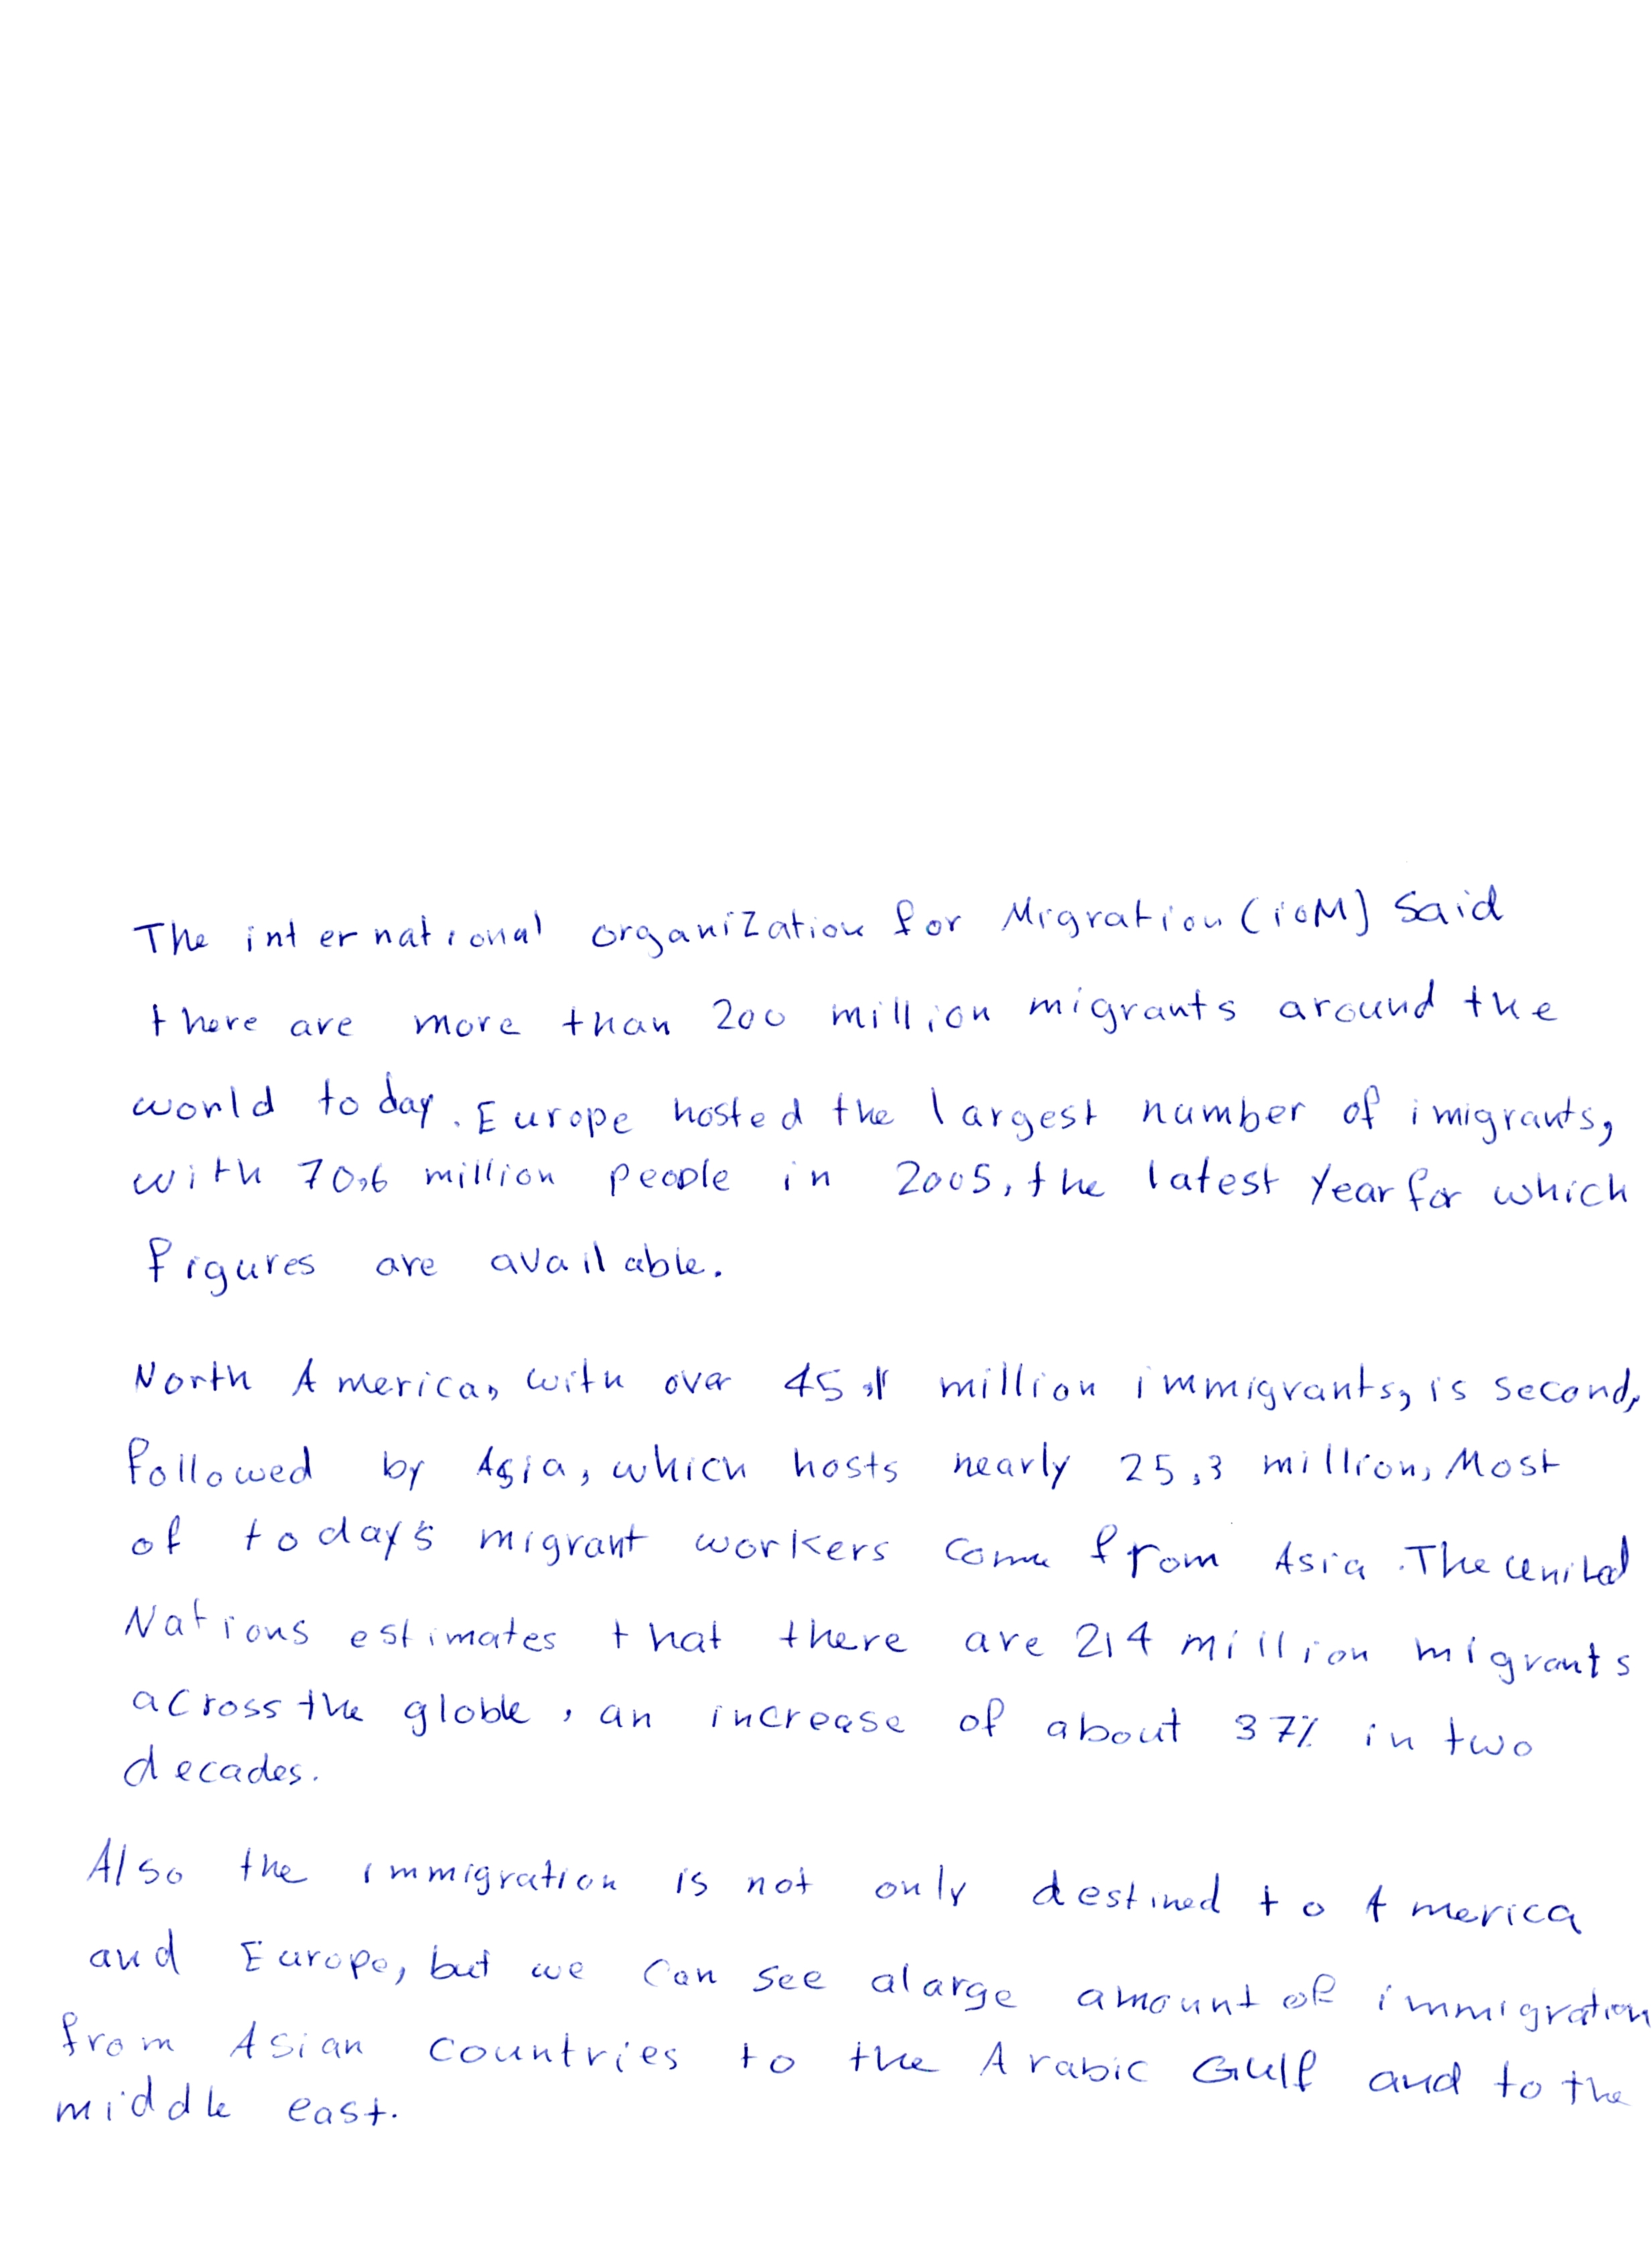 The international organization for Migration (ioM) said
there are more than 200 million migrants around the
world today. Europe hosted the largest number of imigrants,
with 70,6 million people in 2005, the latest year for which
figures are available.
North America, with over 45,1 million immigrants, is second,
followed by Asia, which hosts nearly 25,3 million, Most
of today's migrant workers come from Asia. The United
Nations estimates that there are 214 million migrants
across the globle, an increase of about 37% in two
decades.
Also the immigration is not only destined to America
and Europe, but we can see alarge amount of immigration
from Asian countries to the Arabic Gulf and to the
middle east.